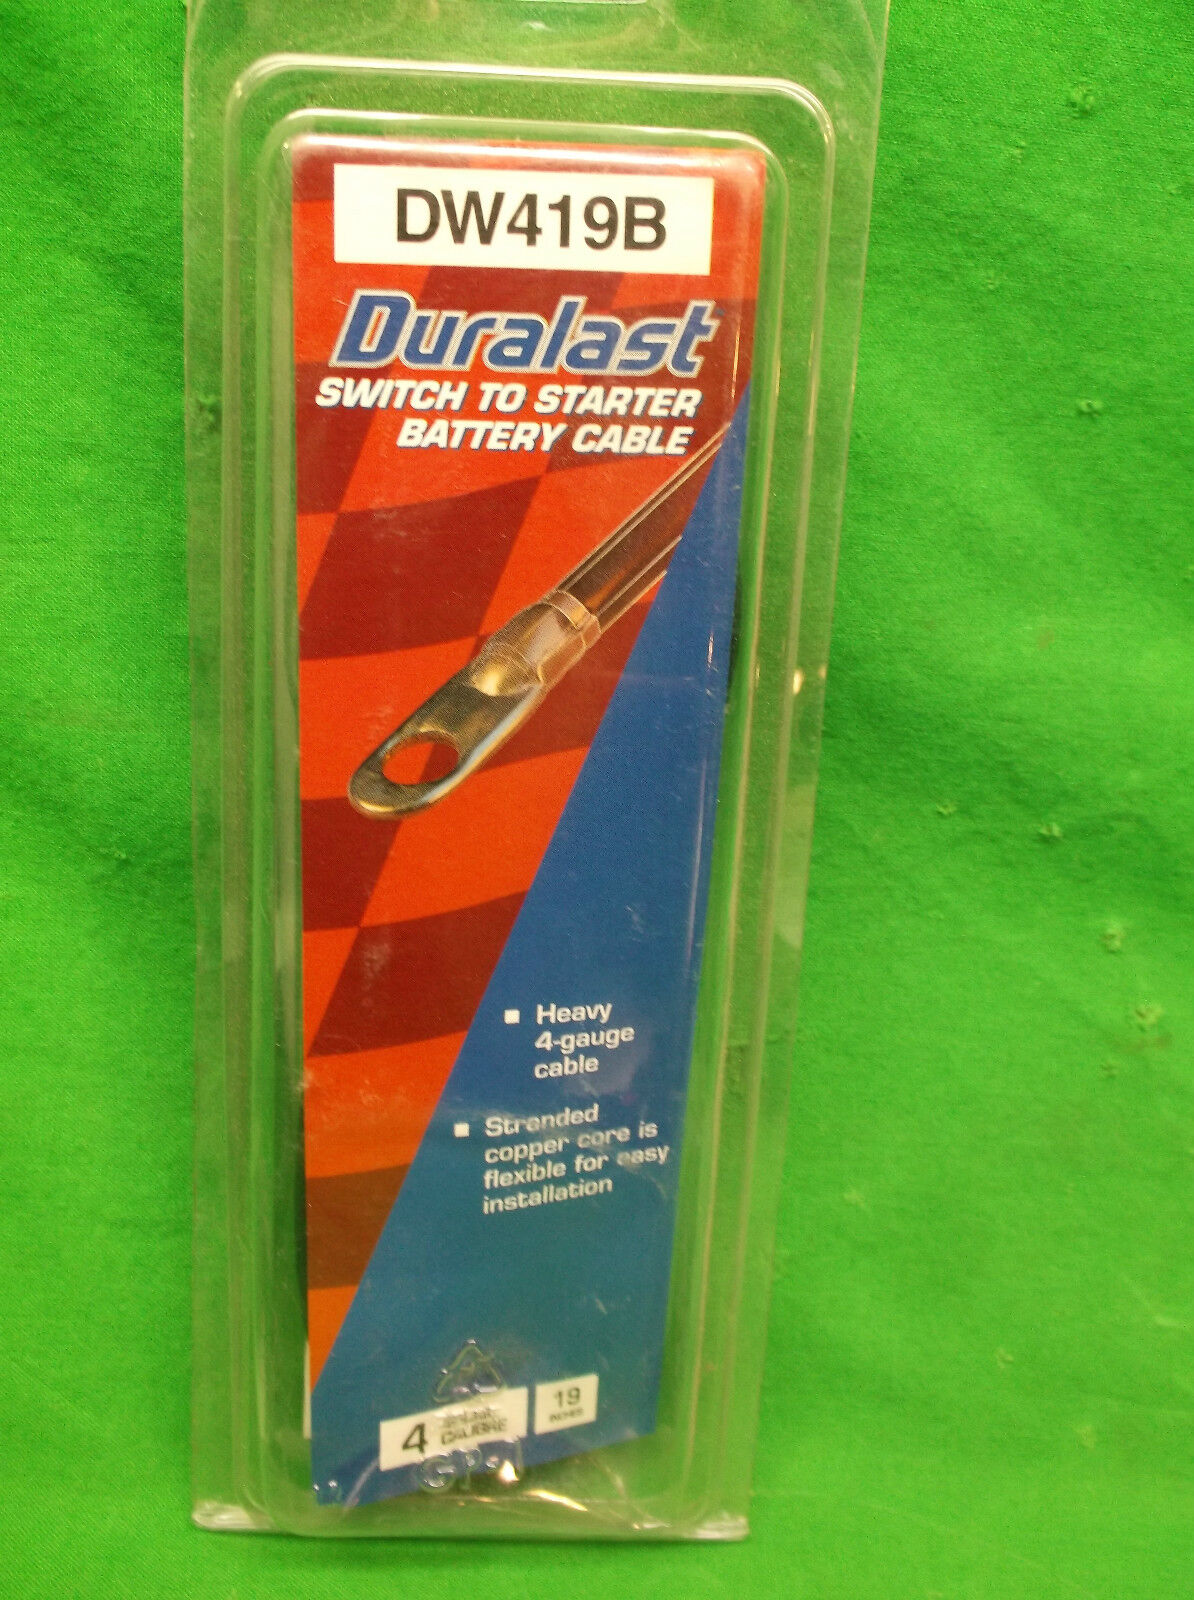 DW419B
Duralast
SWITCH TO STARTER
BATTERY CABLE
■ Heavy
4-gauge
cable
■ Stranded
copper core is
flexible for easy
installation
4
CALIBRE
19